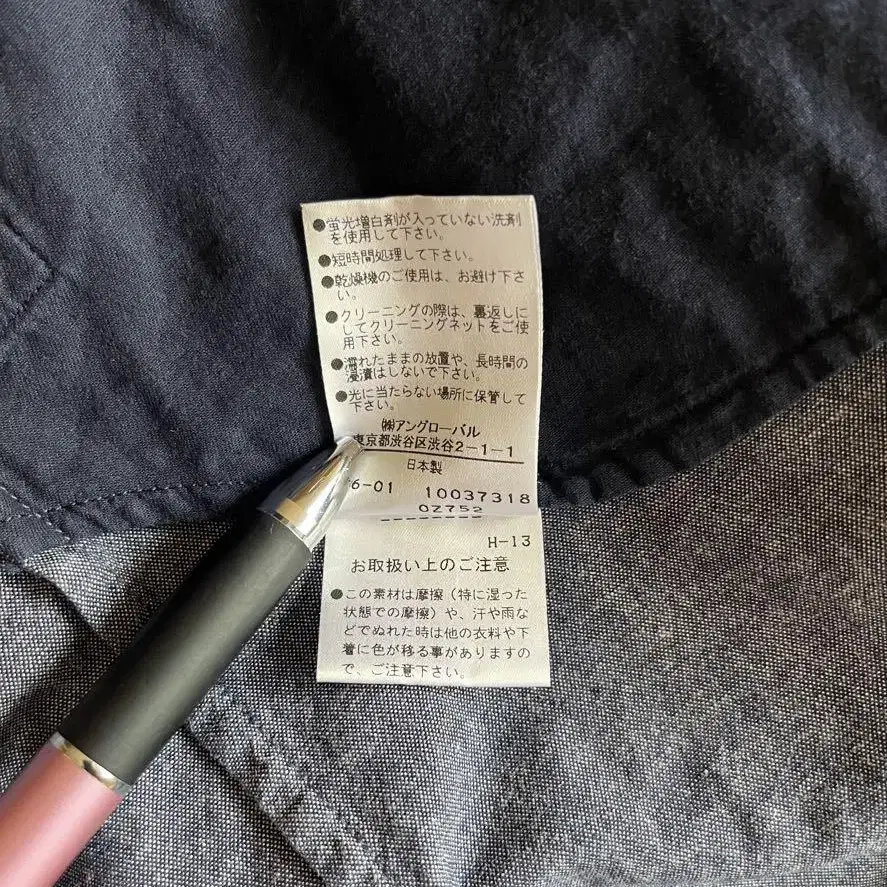 ●蛍光増白剤が入っていない洗剤
を使用して下さい。
●短時間処理して下さい。
●乾燥機のご使用は、お避け下さ
い。
●クリーニングの際は、裏返しに
してクリーニングネットをご使
用下さい。
●濡れたままの放置や、長時間の
浸漬はしないで下さい。
●光に当たらない場所に保管して
下さい。
㈱アングローバル
東京都渋谷区渋谷2-1-1
日本製
6-01 10037318
02752
H-13
お取扱い上のご注意
●この素材は摩擦（特に湿った
状態での摩擦）や、汗や雨な
どでぬれた時は他の衣料や下
着に色が移る事がありますの
で、ご注意下さい。